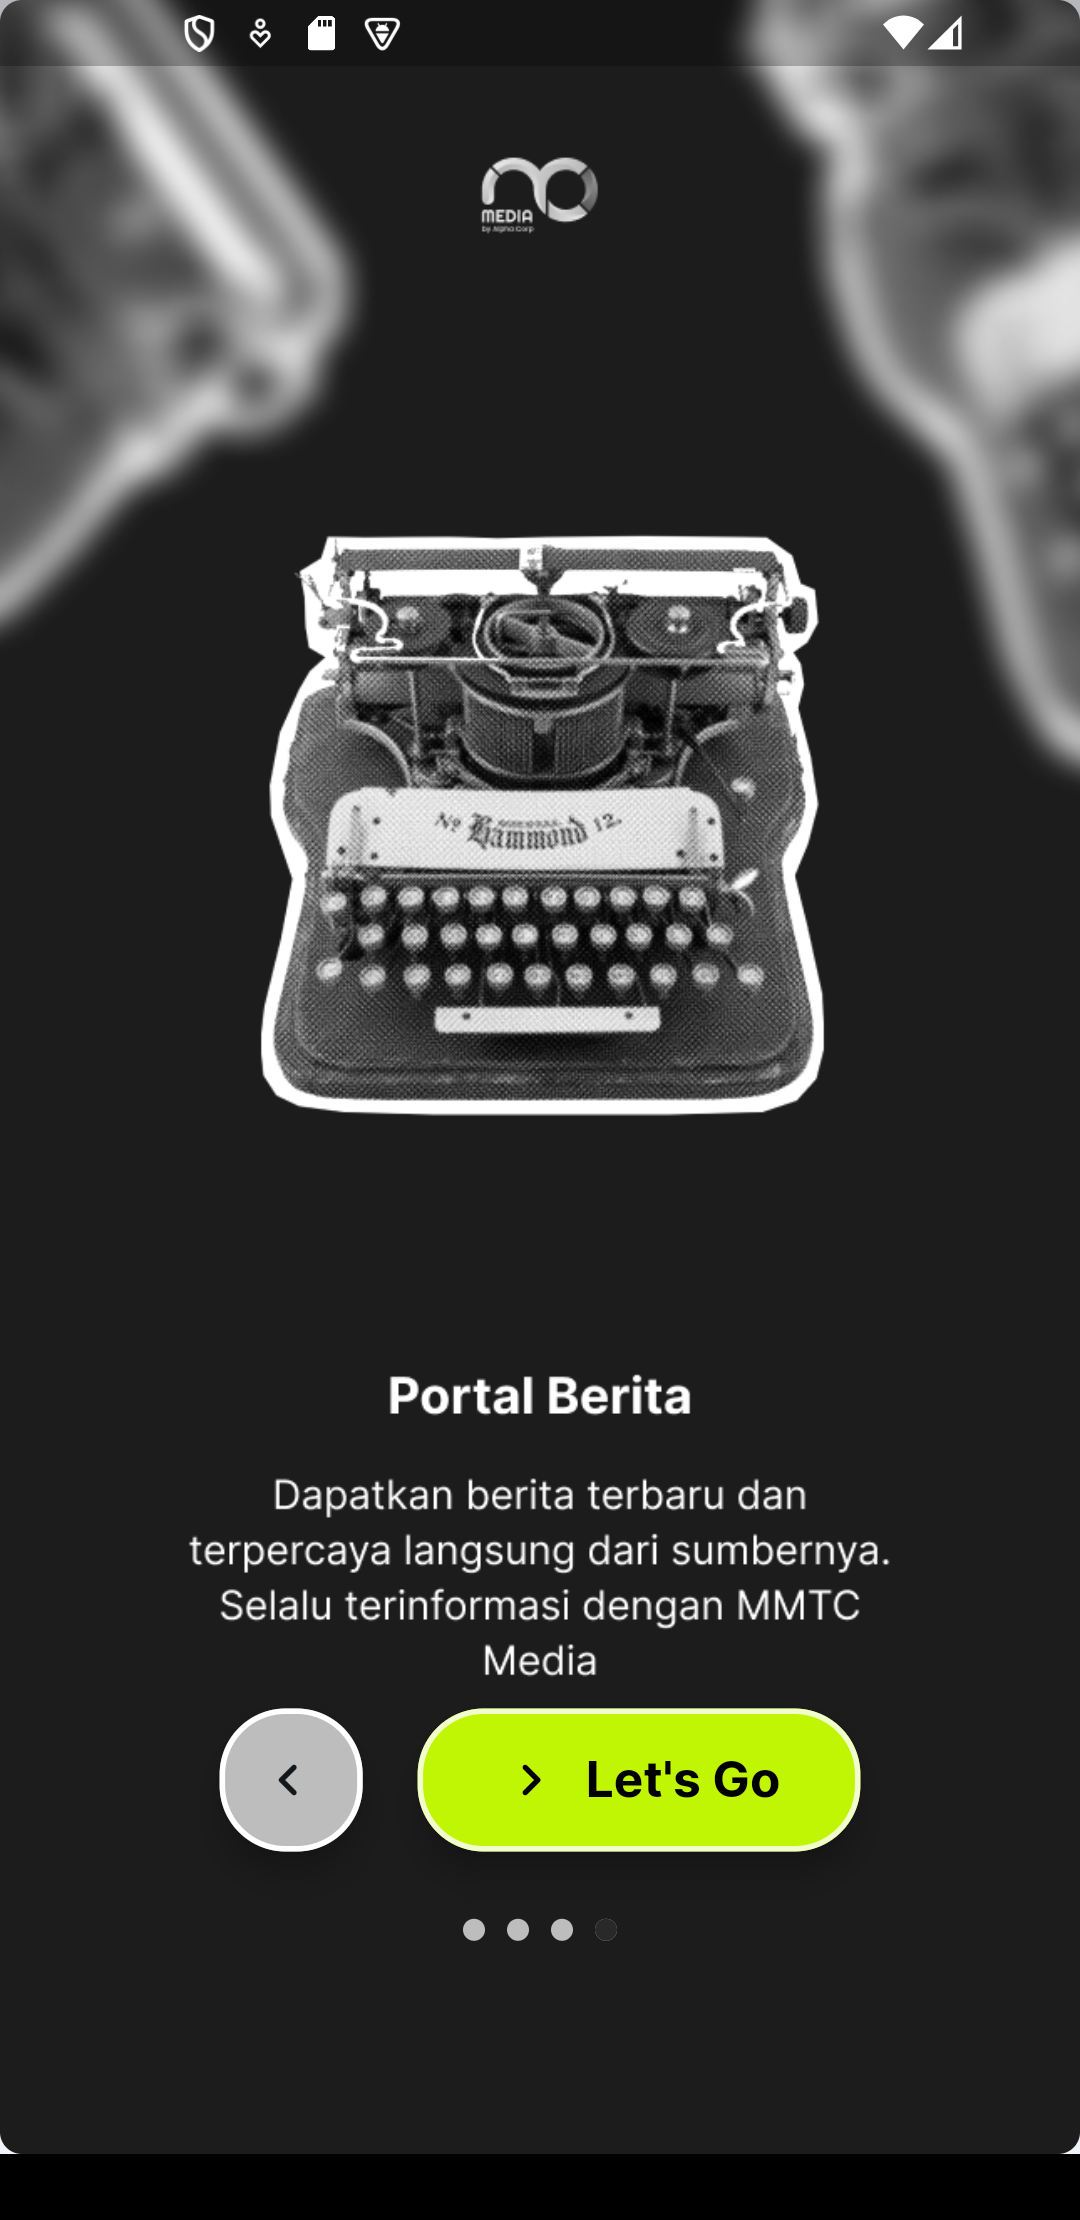 MEDIA
by Alpha Corp
Nº Hammond 12.
Portal Berita
Dapatkan berita terbaru dan
terpercaya langsung dari sumbernya.
Selalu terinformasi dengan MMTC
Media
Let's Go